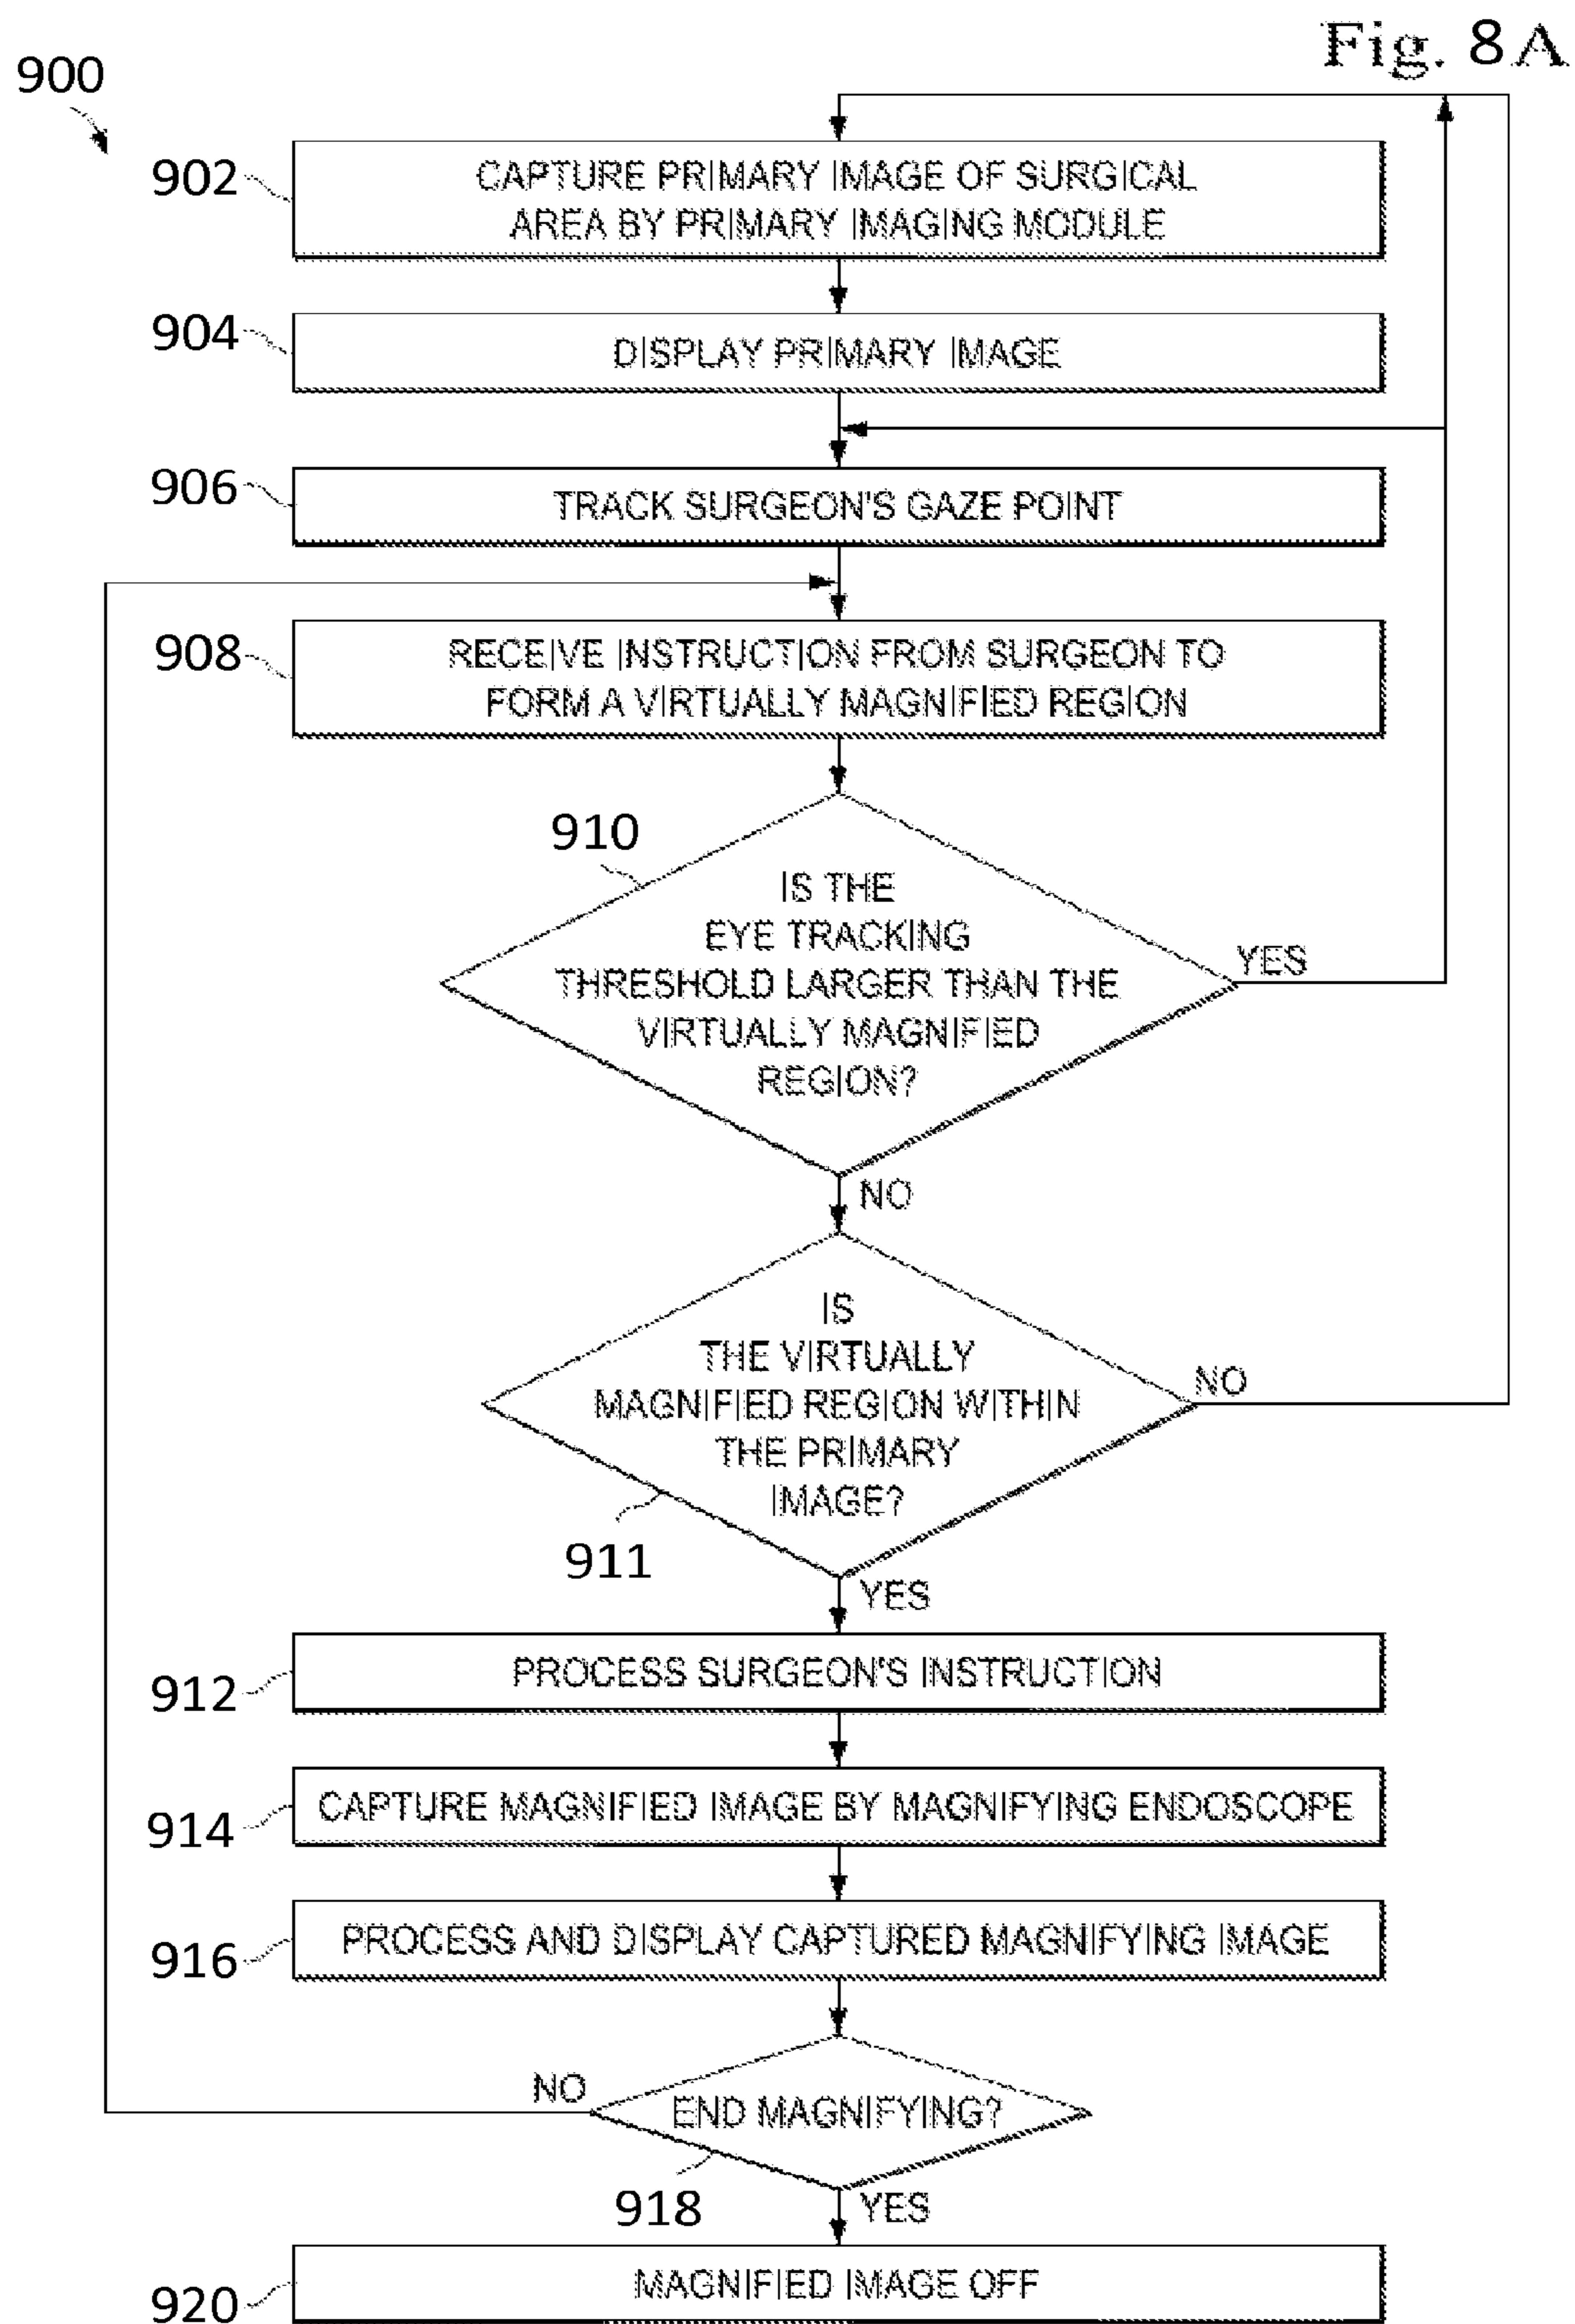 Fig. 8A
900
902
CAPTURE PRIMARY IMAGE OF SURGICAL
AREA BY PRIMARY IMAGING MODULE
904
DISPLAY PRIMARY IMAGE
906
TRACK SURGEON'S GAZE POINT
908
RECEIVE INSTRUCTION FROM SURGEON TO
FORM A VIRTUALLY MAGNIFIED REGION
910
IS THE
EYE TRACKING
THRESHOLD LARGER THAN THE
VIRTUALLY MAGNIFIED
REGION?
YES
NO
IS
THE VIRTUALLY
MAGNIFIED REGION WITHIN
THE PRIMARY
IMAGE?
NO
911
YES
912
PROCESS SURGEON'S INSTRUCTION
914
CAPTURE MAGNIFIED IMAGE BY MAGNIFYING ENDOSCOPE
916
PROCESS AND DISPLAY CAPTURED MAGNIFYING IMAGE
NO
END MAGNIFYING?
918
YES
920
MAGNIFIED IMAGE OFF